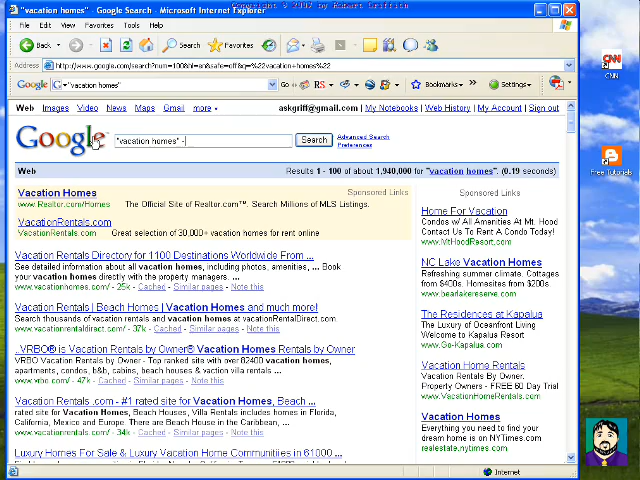 Copyright © 2007 by Robert Griffith
"vacation homes" - Google Search - Microsoft Internet Explorer
File Edit View Favorites Tools Help
Back Search Favorites
Address http://www.google.com/search?num=100&hl=en&safe=off&q=%22vacation+homes%22
Google "vacation homes" Go RS Bookmarks Settings
Web Images Video News Maps Gmail more askgriff@gmail.com | My Notebooks | Web History | My Account | Sign out
Google "vacation homes" - Search Advanced Search
Preferences
Web Results 1 - 100 of about 1,940,000 for "vacation homes". (0.19 seconds)
Vacation Homes Sponsored Links
www.Realtor.com/Homes The Official Site of Realtor.com™. Search Millions of MLS Listings.
VacationRentals.com
VacationRentals.com Great selection of 30,000+ vacation homes for rent online
Vacation Rentals Directory for 1100 Destinations Worldwide From ...
See detailed information about all vacation homes, including photos, amenities, ... Book
your vacation homes directly with the property managers. ...
www.vacationhomes.com/ - 25k - Cached - Similar pages - Note this
Vacation Rentals | Beach Homes | Vacation Homes and much more!
Search thousands of vacation rentals and vacation homes at vacationRentalDirect.com.
www.vacationrentaldirect.com/ - 37k - Cached - Similar pages - Note this
..VRBO® is Vacation Rentals by Owner® Vacation Homes Rentals by Owner
VRBO Vacation Rentals by Owner - Top ranked site with over 82400 vacation homes,
apartments, condos, b&b, cabins, beach houses & vaction villa rentals ...
www.vrbo.com/ - 47k - Cached - Similar pages - Note this
Vacation Rentals .com - #1 rated site for Vacation Homes, Beach ...
rated site for Vacation Homes, Beach Houses, Villa Rentals includes homes in Florida,
California, Mexico and Europe. There are Beach House in the Caribbean, ...
www.vacationrentals.com/ - 34k - Cached - Similar pages - Note this
Luxury Homes For Sale & Luxury Vacation Home Communitiies in 61000 ...
Sponsored Links
Home For Vacation
Condos w/ All Amenities At Mt. Hood
Contact Us To Rent A Condo Today!
www.MtHoodResort.com
NC Lake Vacation Homes
Refreshing summer climate. Cottages
from $400s. Homesites from $200s.
www.bearlakereserve.com
The Residences at Kapalua
The Luxury of Oceanfront Living
Welcome to Kapalua Resort
www.Go-Kapalua.com
Vacation Home Rentals
Vacation Rentals By Owner.
Property Owners - FREE 60 Day Trial
www.VacationHomeRentals.com
Vacation Homes
Everything you need to find your
dream home is on NYTimes.com
realestate.nytimes.com
Internet
CNN
CNN
Free Tutorials